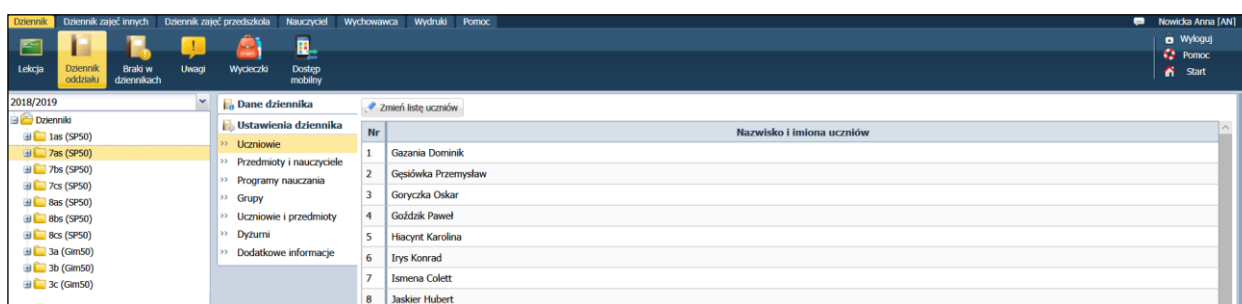 Dziennik Dziennik zajęć innych Dziennik zajęć przedszkola Nauczyciel Wychowawca Wydruki Pomoc Nowicka Anna [AN]
Lekcja Dziennik oddziału Braki w dziennikach Uwagi Wycieczki Dostęp mobilny
Wyloguj
Pomoc
Start
2018/2019
Dzienniki
1as (SP50)
7as (SP50)
7bs (SP50)
7cs (SP50)
8as (SP50)
8bs (SP50)
8cs (SP50)
3a (Gim50)
3b (Gim50)
3c (Gim50)
Dane dziennika
Ustawienia dziennika
Uczniowie
Przedmioty i nauczyciele
Programy nauczania
Grupy
Uczniowie i przedmioty
Dyżurni
Dodatkowe informacje
Zmień listę uczniów
Nr Nazwisko i imiona uczniów
1 Gazania Dominik
2 Gęsiówka Przemysław
3 Goryczka Oskar
4 Goździk Paweł
5 Hiacynt Karolina
6 Irys Konrad
7 Ismena Colett
8 Jaskier Hubert